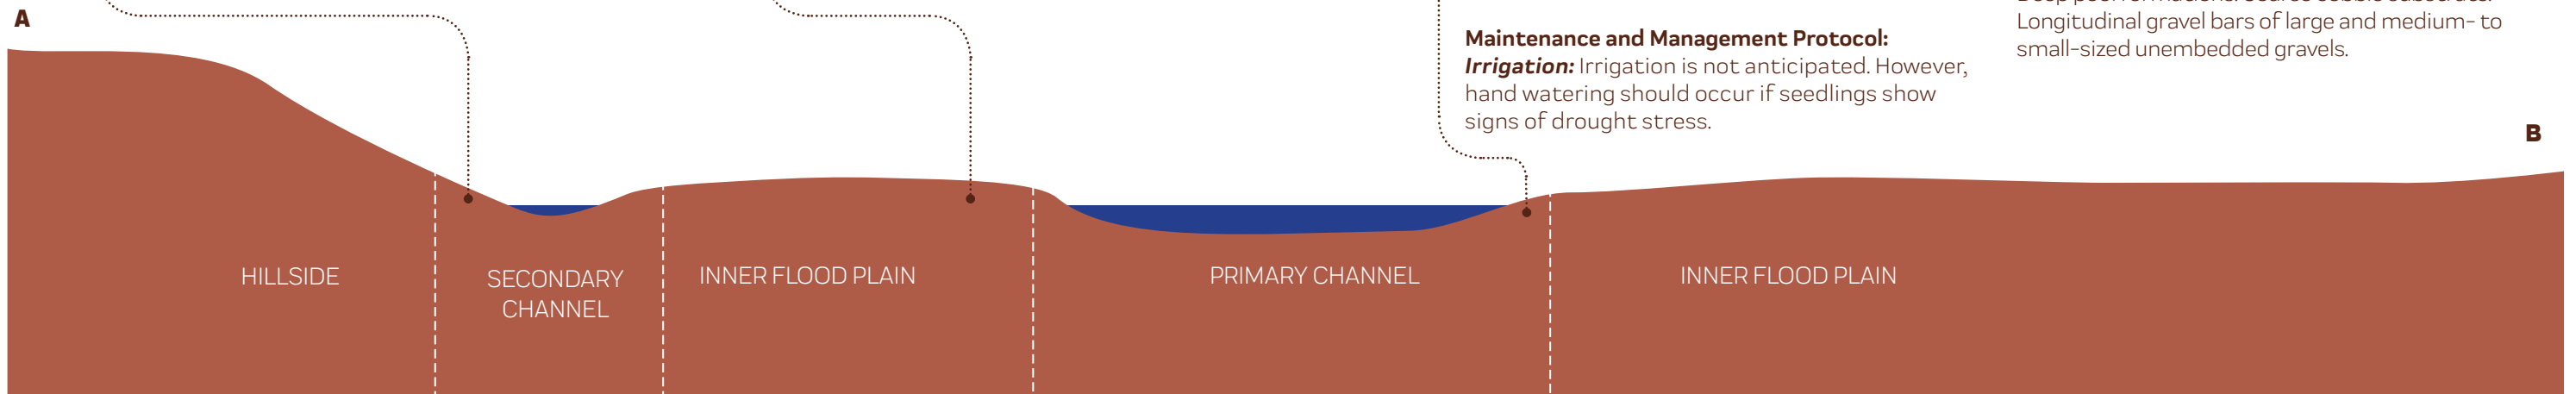 A
Longitudinal gravel bars of large and medium- to
small-sized unembedded gravels.
Maintenance and Management Protocol:
Irrigation: Irrigation is not anticipated. However,
hand watering should occur if seedlings show
signs of drought stress.
B
HILLSIDE
SECONDARY
CHANNEL
INNER FLOOD PLAIN
PRIMARY CHANNEL
INNER FLOOD PLAIN